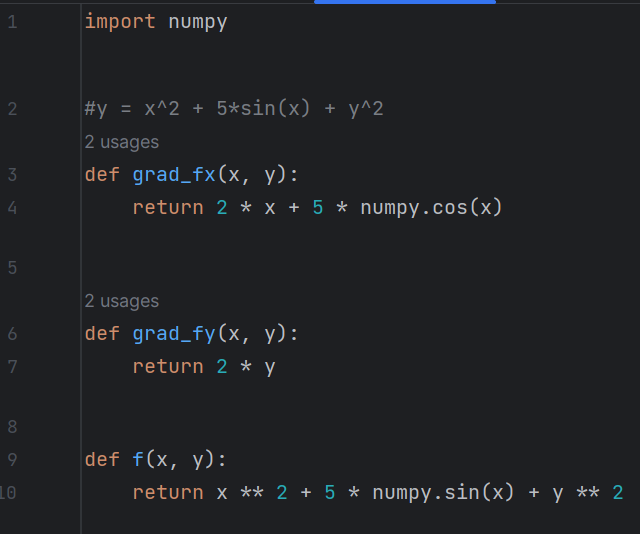 1 import numpy
2 #y = x^2 + 5*sin(x) + y^2
2 usages
3 def grad_fx(x, y):
4     return 2 * x + 5 * numpy.cos(x)
5
2 usages
6 def grad_fy(x, y):
7     return 2 * y
8
9 def f(x, y):
10     return x ** 2 + 5 * numpy.sin(x) + y ** 2